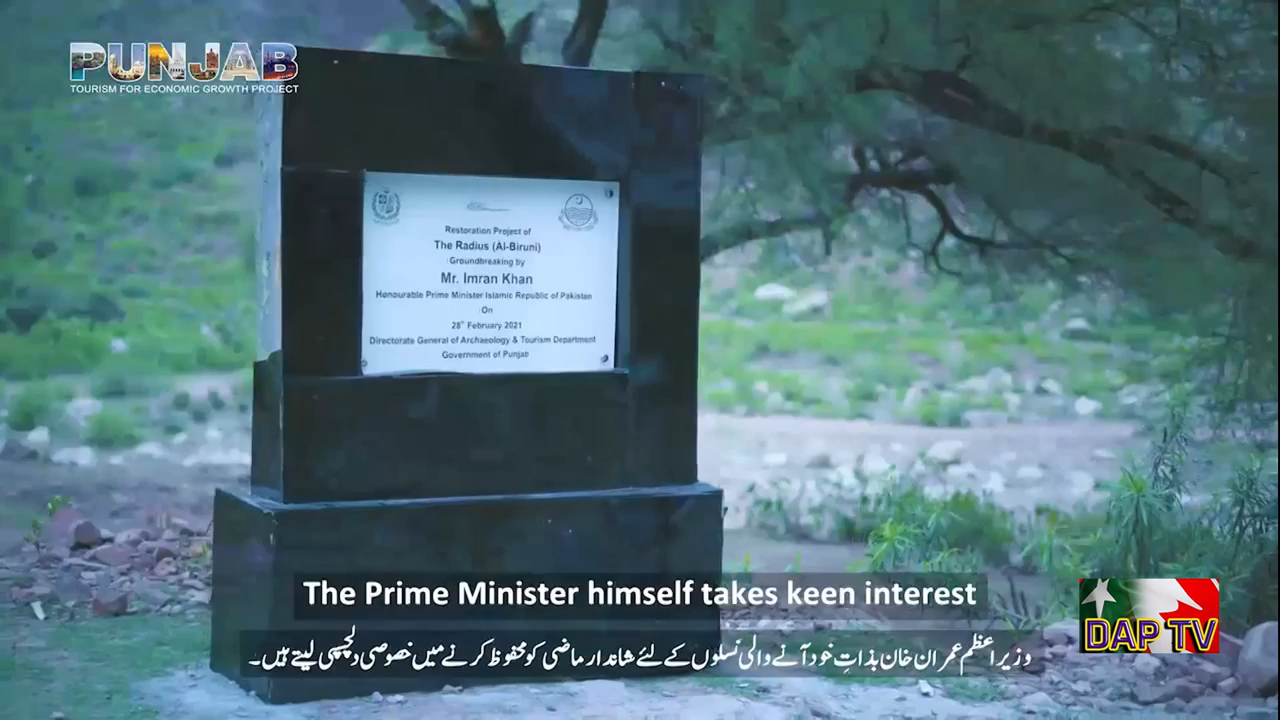 PUNJAB
TOURISM FOR ECONOMIC GROWTH PROJECT
Restoration Project of
The Radius (Al-Biruni)
Groundbreaking by
Mr. Imran Khan
Honourable Prime Minister Islamic Republic of Pakistan
On
28th February 2021
Directorate General of Archaeology & Tourism Department
Government of Punjab
The Prime Minister himself takes keen interest
وزیراعظم عمران خان بذاتِ خود آنے والی نسلوں کے لئے شاندار ماضی کو محفوظ کرنے میں خصوصی دلچسپی لیتے ہیں۔
DAP TV